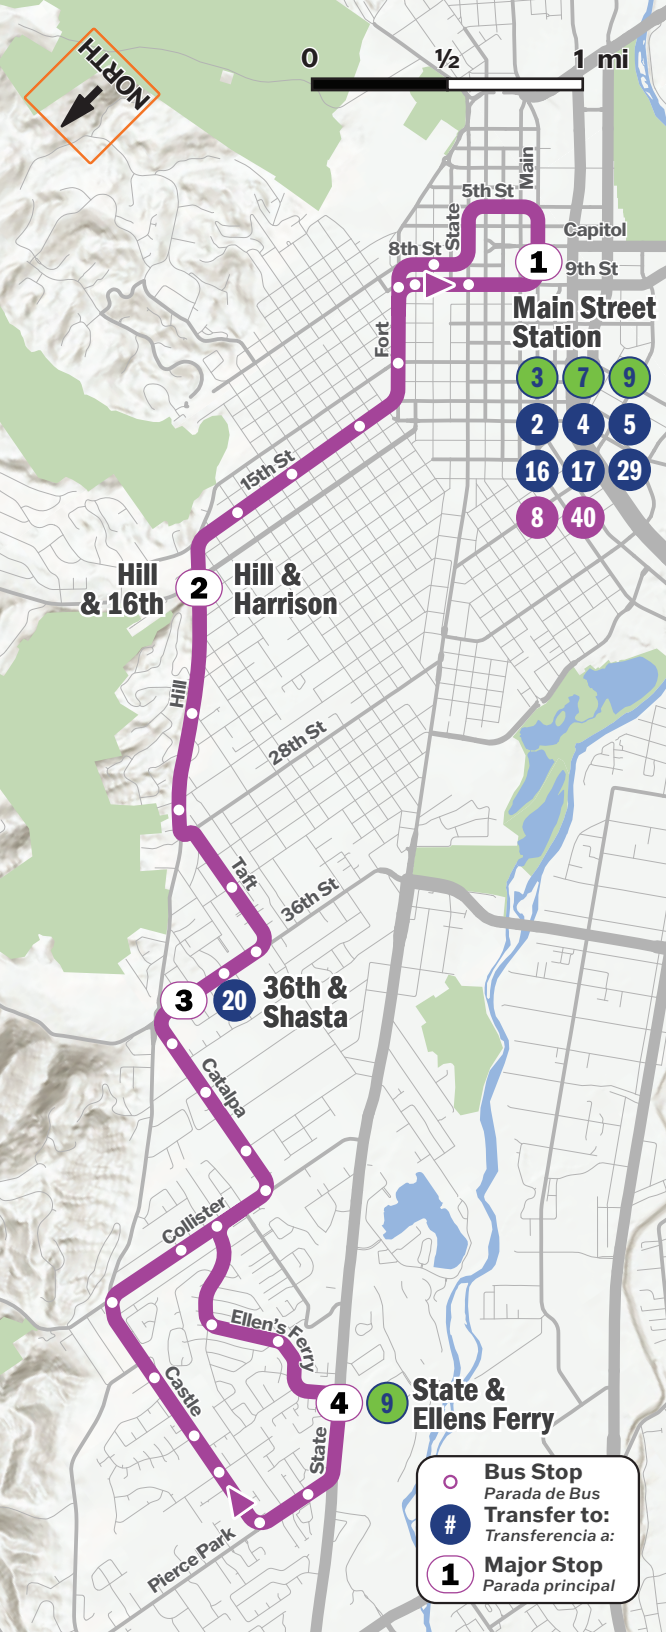 NORTH
0 ½ 1 mi
Main
5th St
State
Capitol
8th St
1
9th St
Main Street
Station
Fort
3 7 9
2 4 5
16 17 29
8 40
15th St
Hill
& 16th
2
Hill &
Harrison
Hill
28th St
Taft
36th St
3
20
36th &
Shasta
Catalpa
Collister
Ellen's Ferry
Castle
4
9
State &
Ellens Ferry
State
Pierce Park
Bus Stop
Parada de Bus
#
Transfer to:
Transferencia a:
1
Major Stop
Parada principal